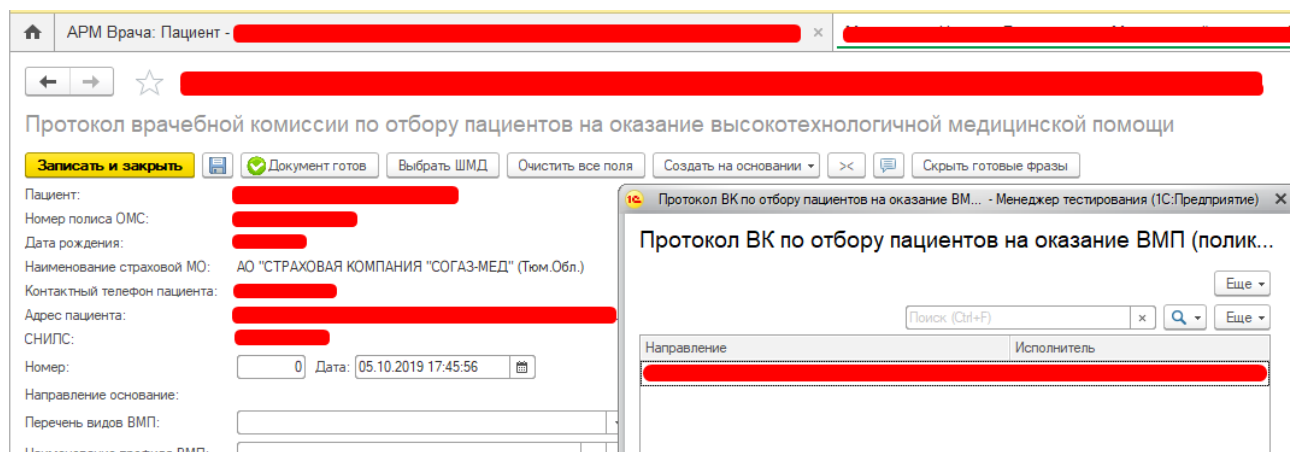 АРМ Врача: Пациент -
Протокол врачебной комиссии по отбору пациентов на оказание высокотехнологичной медицинской помощи
Записать и закрыть Документ готов Выбрать ШМД Очистить все поля Создать на основании Скрыть готовые фразы
Пациент:
Номер полиса ОМС:
Дата рождения:
Наименование страховой МО: АО "СТРАХОВАЯ КОМПАНИЯ "СОГАЗ-МЕД" (Тюм.Обл.)
Контактный телефон пациента:
Адрес пациента:
СНИЛС:
Номер: 0 Дата: 05.10.2019 17:45:56
Направление основание:
Перечень видов ВМП:
1С Протокол ВК по отбору пациентов на оказание ВМ... - Менеджер тестирования (1С:Предприятие)
Протокол ВК по отбору пациентов на оказание ВМП (полик...
Еще
Поиск (Ctrl+F) Еще
Направление Исполнитель